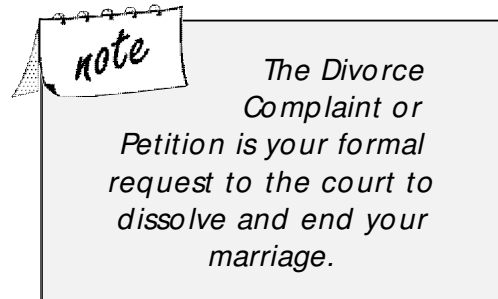 note
The Divorce
Complaint or
Petition is your formal
request to the court to
dissolve and end your
marriage.